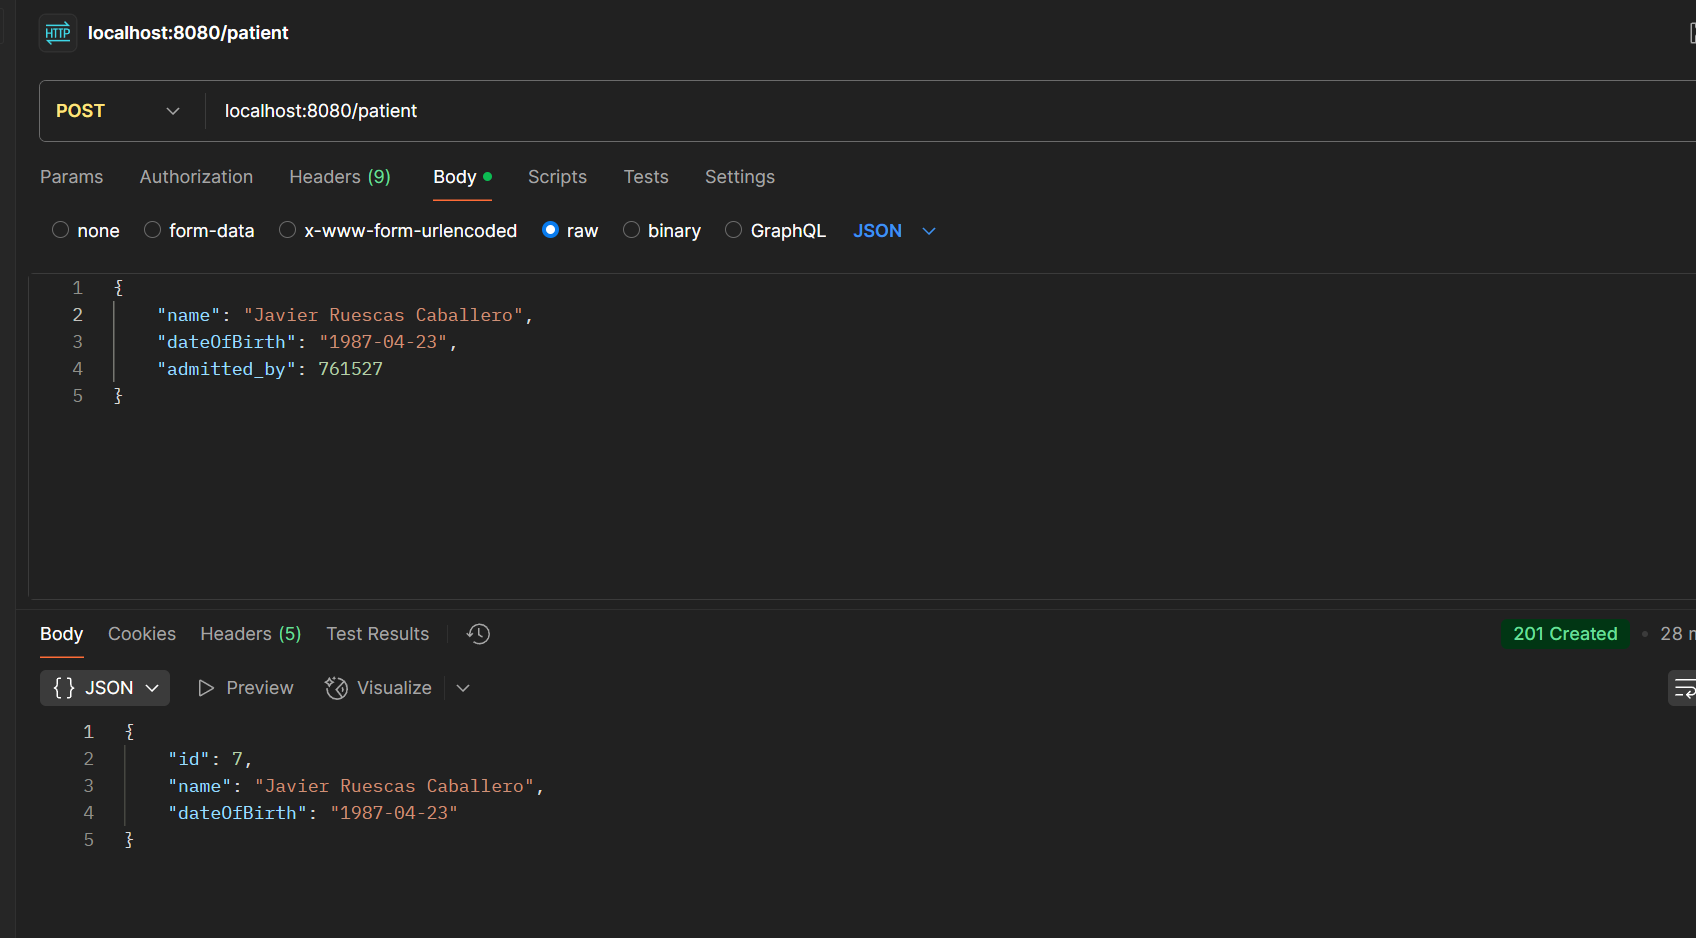 HTTP localhost:8080/patient
POST localhost:8080/patient
Params Authorization Headers (9) Body Scripts Tests Settings
none form-data x-www-form-urlencoded raw binary GraphQL JSON
1 {
2 "name": "Javier Ruescas Caballero",
3 "dateOfBirth": "1987-04-23",
4 "admitted_by": 761527
5 }
Body Cookies Headers (5) Test Results 201 Created • 28 m
{} JSON Preview Visualize
1 {
2 "id": 7,
3 "name": "Javier Ruescas Caballero",
4 "dateOfBirth": "1987-04-23"
5 }